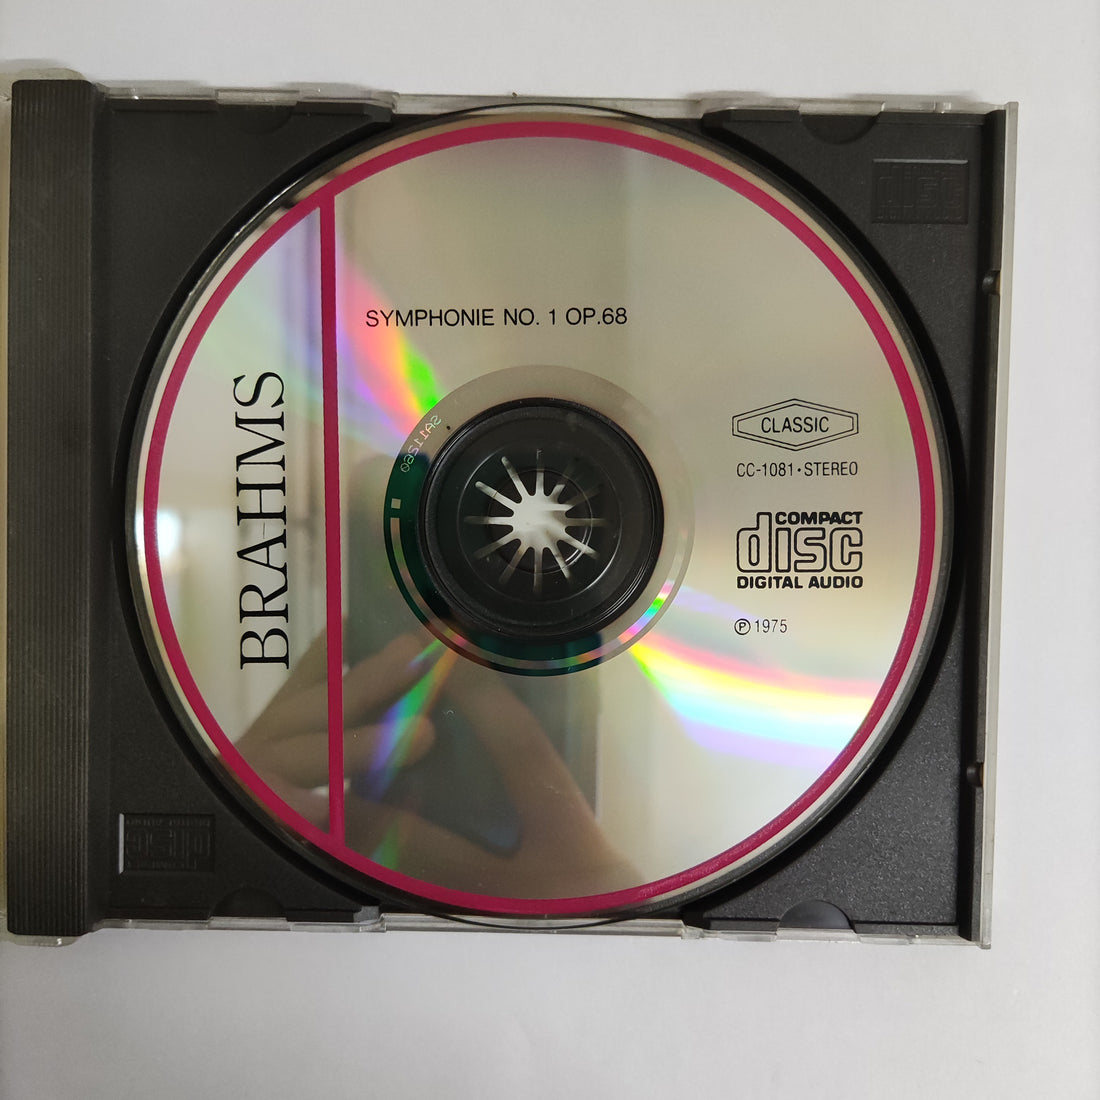 BRAHMS
SYMPHONIE NO. 1 OP.68
CLASSIC
CC-1081•STEREO
COMPACT
disc
DIGITAL AUDIO
℗ 1975